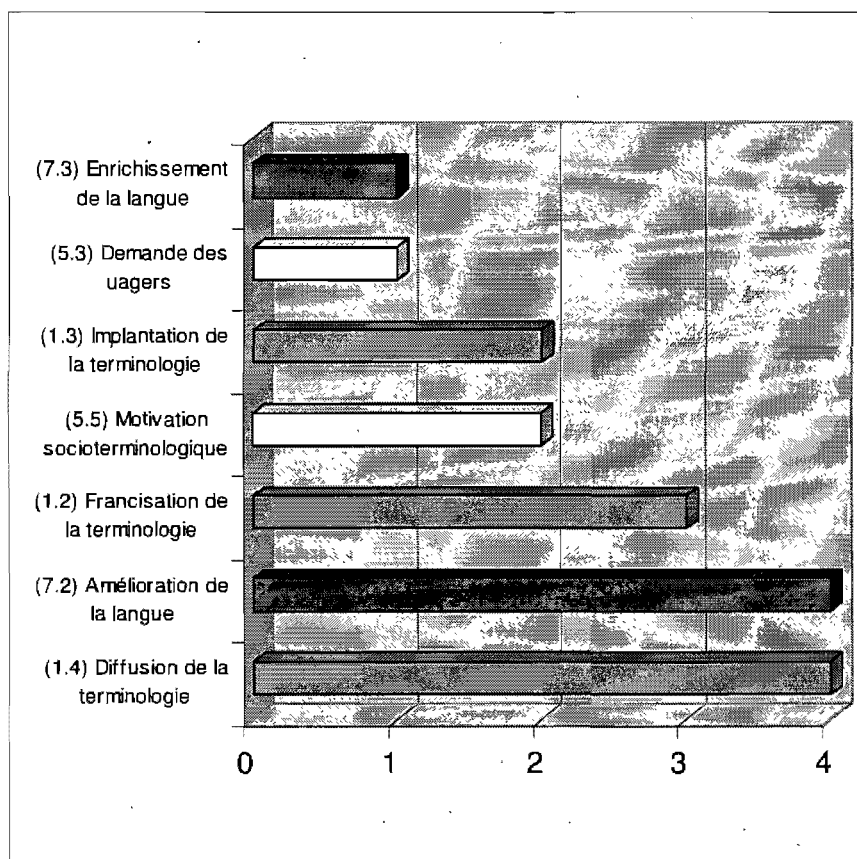 (7.3) Enrichissement
de la langue
(5.3) Demande des
uagers
(1.3) Implantation de
la terminologie
(5.5) Motivation
socioterminologique
(1.2) Francisation de
la terminologie
(7.2) Amélioration de
la langue
(1.4) Diffusion de la
terminologie
0 1 2 3 4